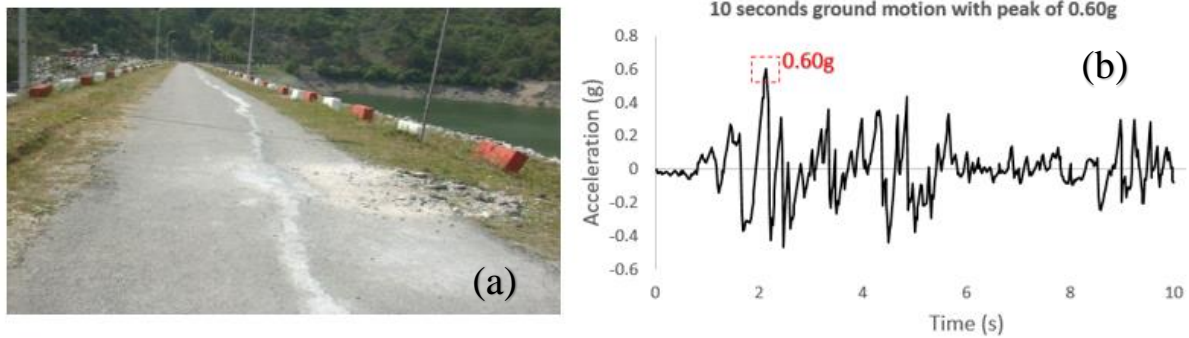 (a)
10 seconds ground motion with peak of 0.60g
0.8
0.6
0.4
0.2
0
-0.2
-0.4
-0.6
0.60g
(b)
Acceleration (g)
0 2 4 6 8 10
Time (s)